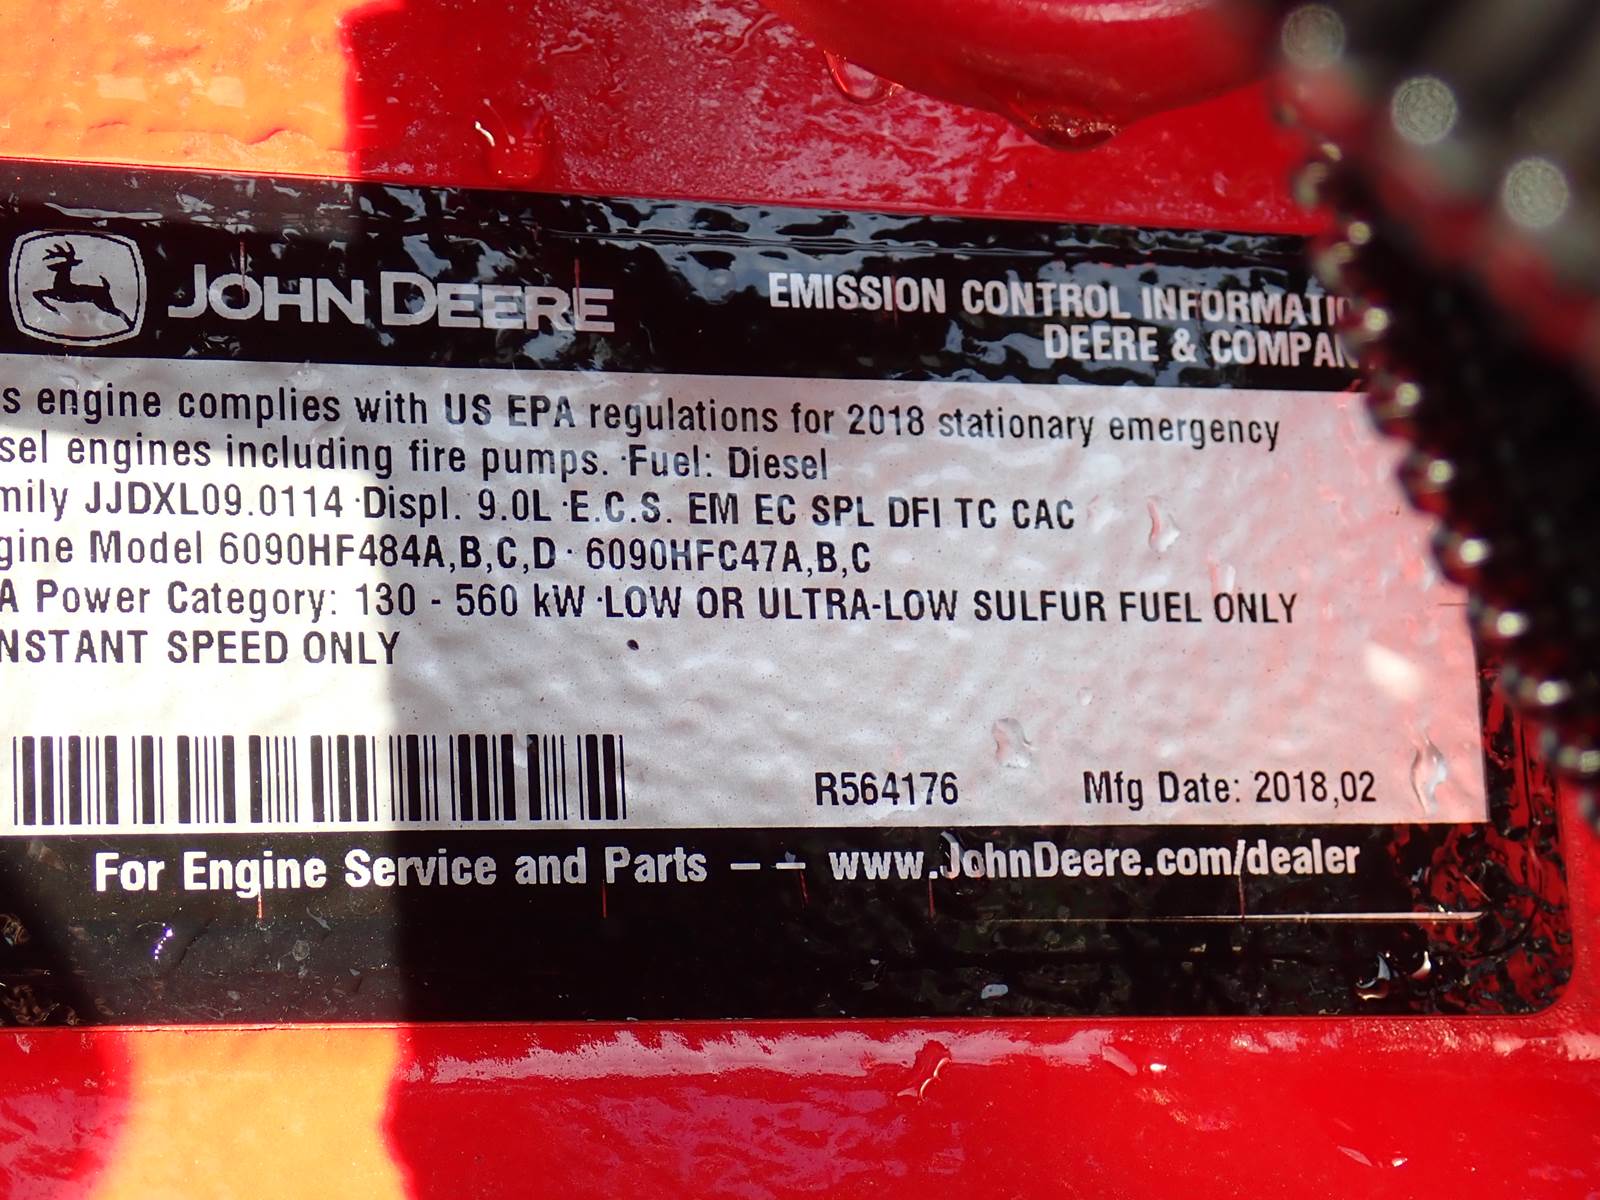 JOHN DEERE
EMISSION CONTROL INFORMATI
DEERE & COMPAN
s engine complies with US EPA regulations for 2018 stationary emergency
sel engines including fire pumps. ·Fuel: Diesel
mily JJDXL09.0114 ·Displ. 9.0L ·E.C.S. EM EC SPL DFI TC CAC
gine Model 6090HF484A,B,C,D · 6090HFC47A,B,C
A Power Category: 130 - 560 kW ·LOW OR ULTRA-LOW SULFUR FUEL ONLY
NSTANT SPEED ONLY
R564176 Mfg Date: 2018,02
For Engine Service and Parts – – www.JohnDeere.com/dealer